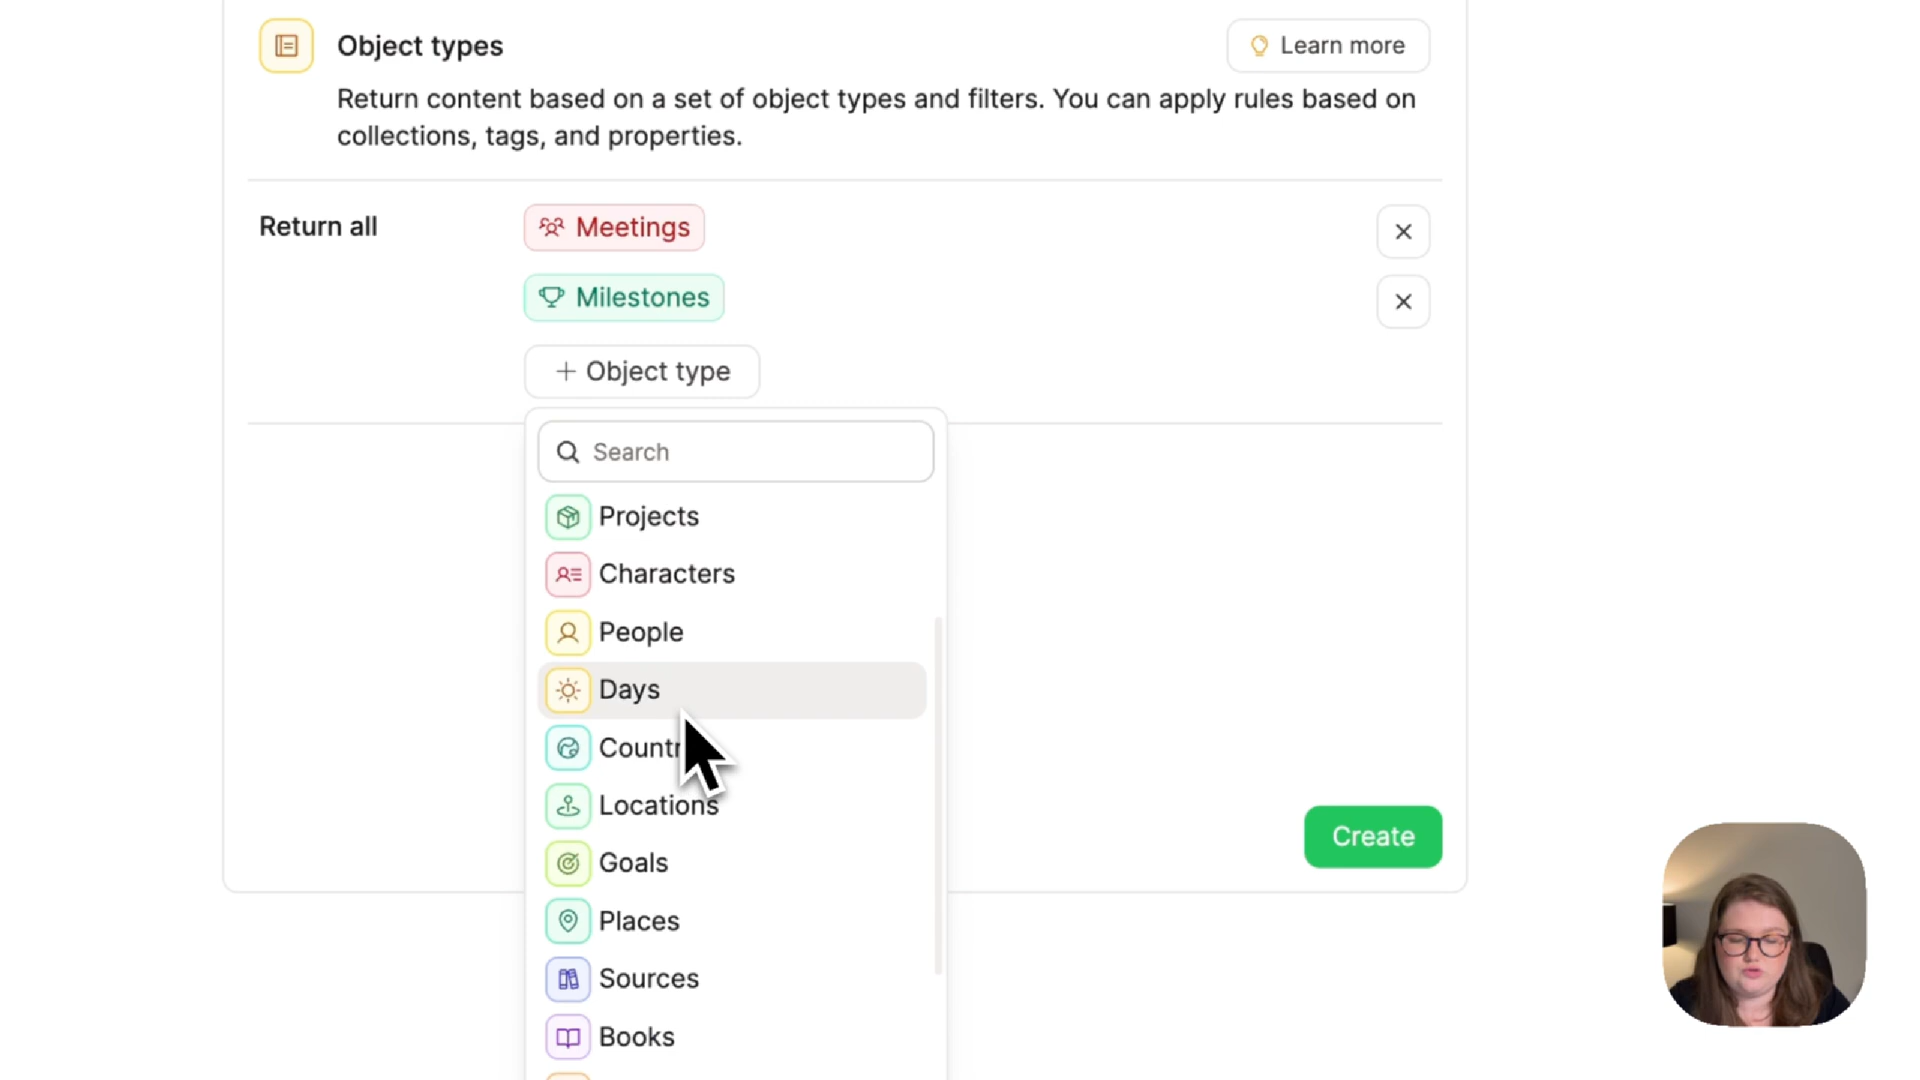 Object types
Learn more
Return content based on a set of object types and filters. You can apply rules based on
collections, tags, and properties.
Return all
Meetings
Milestones
+ Object type
Search
Projects
Characters
People
Days
Locations
Goals
Places
Sources
Books
Create